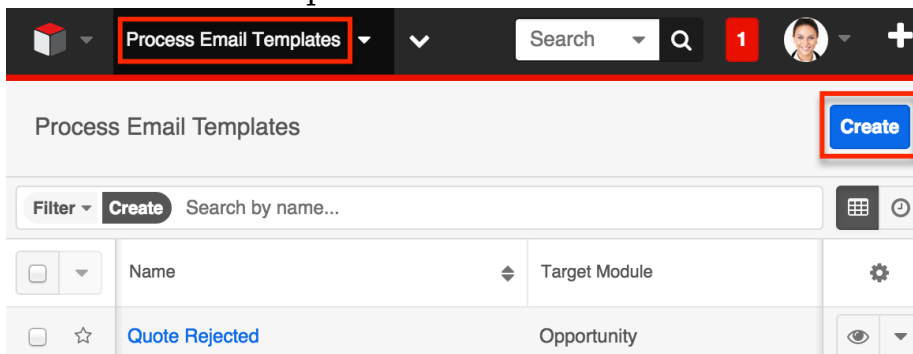 Process Email Templates Search 1
Process Email Templates Create
Filter Create Search by name...
Name Target Module
Quote Rejected Opportunity